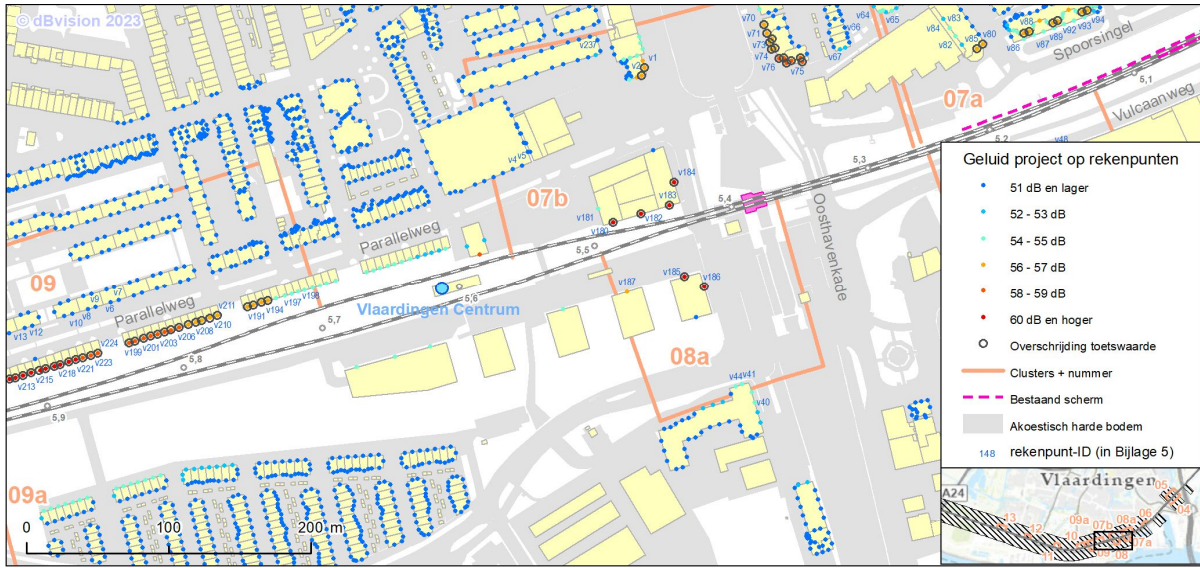 © dBvision 2023
v237
v1
v2
v70
v71
v73
v74
v76
v75
v66
v67
v64
v65
v83
v84
v82
v80
v85
v88
v86
v87
v89
v92
v93
v94
Spoorsingel
5,1
07a
Vulcaanweg
5,2
v48
v4
v5
5,3
07b
v184
v183
v182
v181
v180
5,4
Oosthavenkade
Parallelweg
5,5
09
v185
v186
v187
Vlaardingen Centrum
5,6
v7
v9
v6
v8
v10
v12
v13
Parallelweg
v211
v191
v194
v197
v198
5,7
v210
v208
v206
v203
v201
v199
v224
v223
v221
v218
v215
v213
5,8
5,9
08a
v44
v41
v40
09a
0
100
200 m
Geluid project op rekenpunten
51 dB en lager
52 - 53 dB
54 - 55 dB
56 - 57 dB
58 - 59 dB
60 dB en hoger
Overschrijding toetswaarde
Clusters + nummer
Bestaand scherm
Akoestisch harde bodem
148 rekenpunt-ID (in Bijlage 5)
A24
Vlaardingen
05
04
06
13
12
09a
07b
08a
10
11
09
08
07a